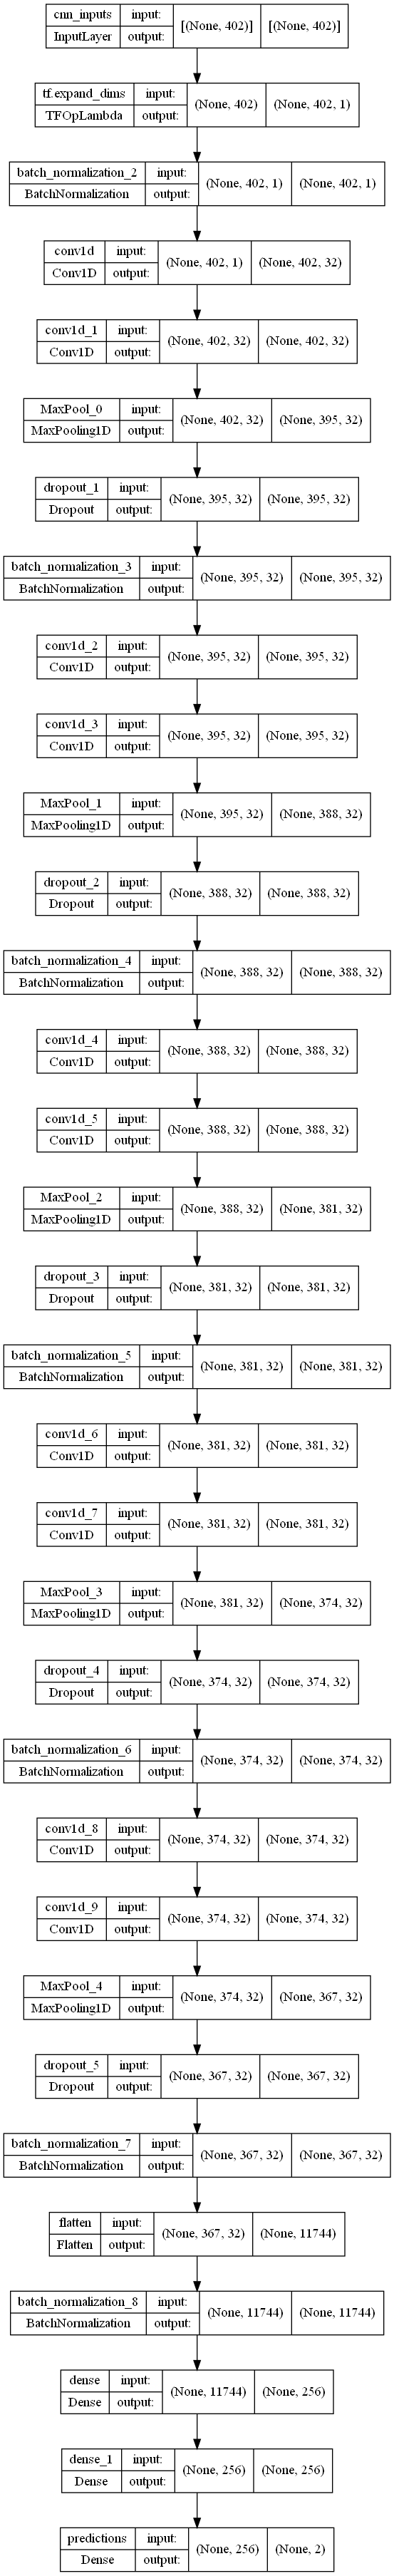 cnn_inputs input: [(None, 402)] [(None, 402)]
InputLayer output:
tf.expand_dims input: (None, 402) (None, 402, 1)
TFOpLambda output:
batch_normalization_2 input: (None, 402, 1) (None, 402, 1)
BatchNormalization output:
conv1d input: (None, 402, 1) (None, 402, 32)
Conv1D output:
conv1d_1 input: (None, 402, 32) (None, 402, 32)
Conv1D output:
MaxPool_0 input: (None, 402, 32) (None, 395, 32)
MaxPooling1D output:
dropout_1 input: (None, 395, 32) (None, 395, 32)
Dropout output:
batch_normalization_3 input: (None, 395, 32) (None, 395, 32)
BatchNormalization output:
conv1d_2 input: (None, 395, 32) (None, 395, 32)
Conv1D output:
conv1d_3 input: (None, 395, 32) (None, 395, 32)
Conv1D output:
MaxPool_1 input: (None, 395, 32) (None, 388, 32)
MaxPooling1D output:
dropout_2 input: (None, 388, 32) (None, 388, 32)
Dropout output:
batch_normalization_4 input: (None, 388, 32) (None, 388, 32)
BatchNormalization output:
conv1d_4 input: (None, 388, 32) (None, 388, 32)
Conv1D output:
conv1d_5 input: (None, 388, 32) (None, 388, 32)
Conv1D output:
MaxPool_2 input: (None, 388, 32) (None, 381, 32)
MaxPooling1D output:
dropout_3 input: (None, 381, 32) (None, 381, 32)
Dropout output:
batch_normalization_5 input: (None, 381, 32) (None, 381, 32)
BatchNormalization output:
conv1d_6 input: (None, 381, 32) (None, 381, 32)
Conv1D output:
conv1d_7 input: (None, 381, 32) (None, 381, 32)
Conv1D output:
MaxPool_3 input: (None, 381, 32) (None, 374, 32)
MaxPooling1D output:
dropout_4 input: (None, 374, 32) (None, 374, 32)
Dropout output:
batch_normalization_6 input: (None, 374, 32) (None, 374, 32)
BatchNormalization output:
conv1d_8 input: (None, 374, 32) (None, 374, 32)
Conv1D output:
conv1d_9 input: (None, 374, 32) (None, 374, 32)
Conv1D output:
MaxPool_4 input: (None, 374, 32) (None, 367, 32)
MaxPooling1D output:
dropout_5 input: (None, 367, 32) (None, 367, 32)
Dropout output:
batch_normalization_7 input: (None, 367, 32) (None, 367, 32)
BatchNormalization output:
flatten input: (None, 367, 32) (None, 11744)
Flatten output:
batch_normalization_8 input: (None, 11744) (None, 11744)
BatchNormalization output:
dense input: (None, 11744) (None, 256)
Dense output:
dense_1 input: (None, 256) (None, 256)
Dense output:
predictions input: (None, 256) (None, 2)
Dense output: